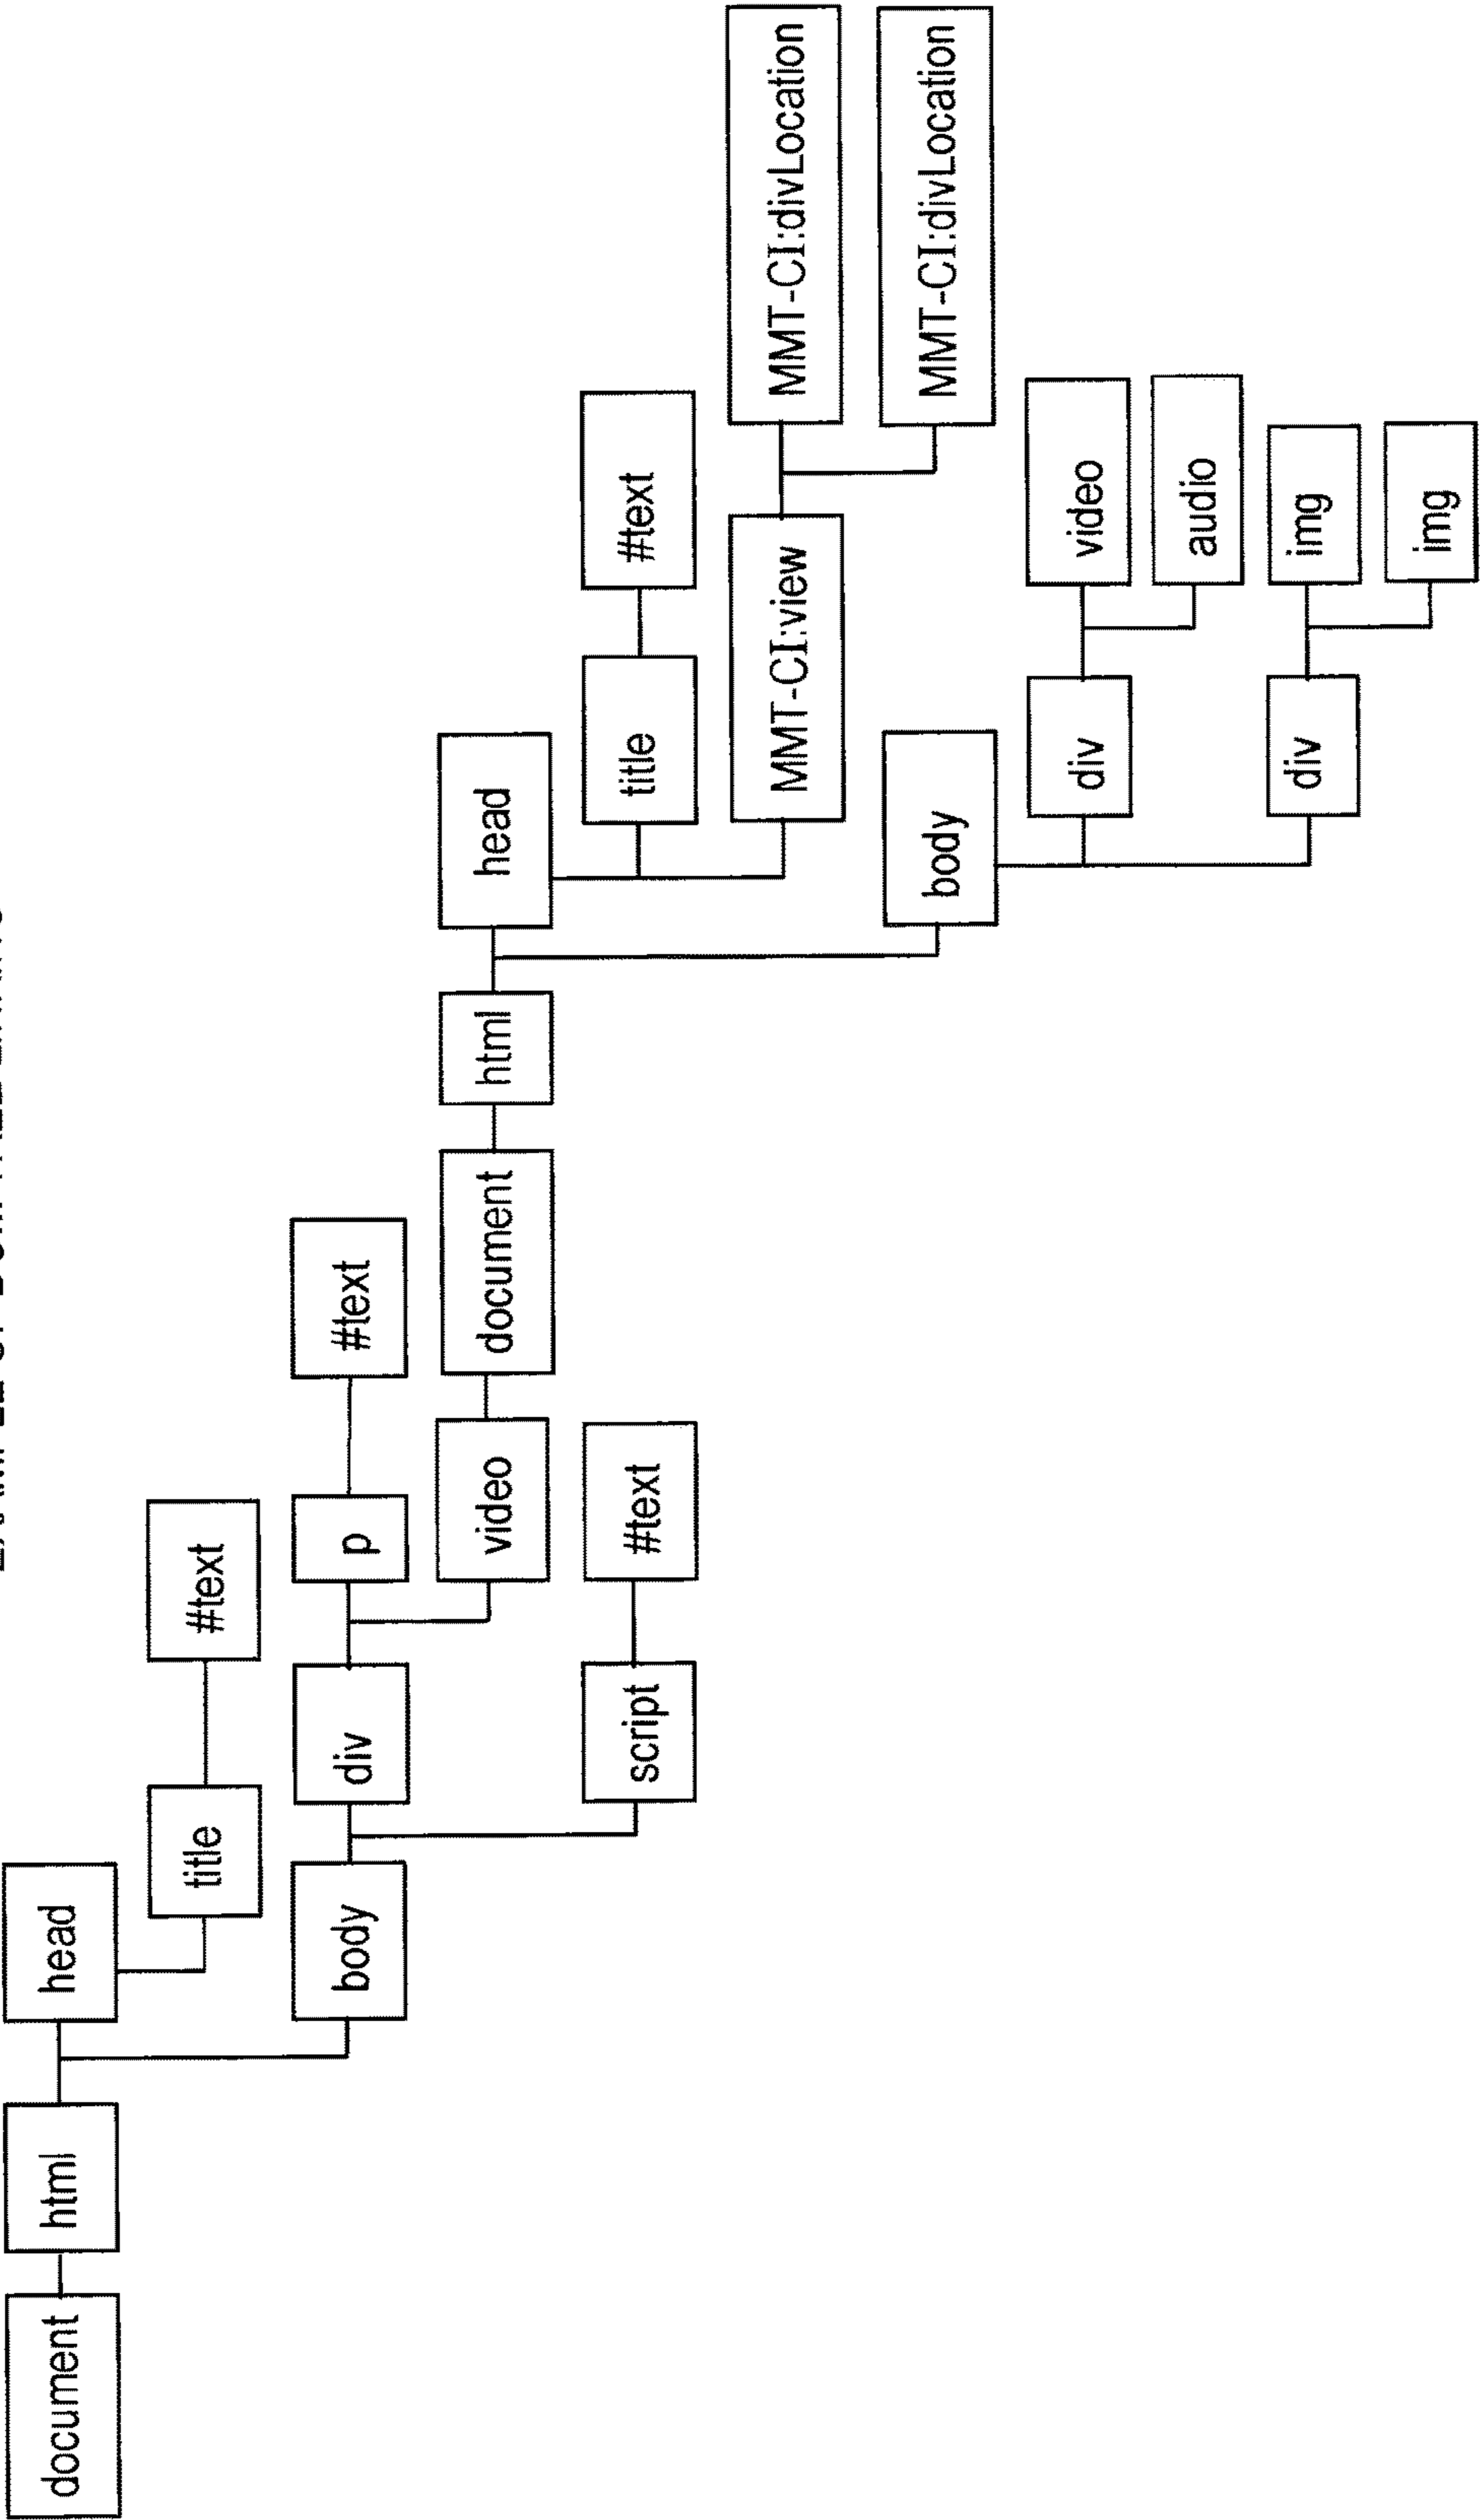 document
html
head
title
#text
body
div
p
#text
video
document
html
head
title
#text
MMT-CI:view
MMT-CI:divLocation
MMT-CI:divLocation
body
div
video
audio
div
img
img
script
#text